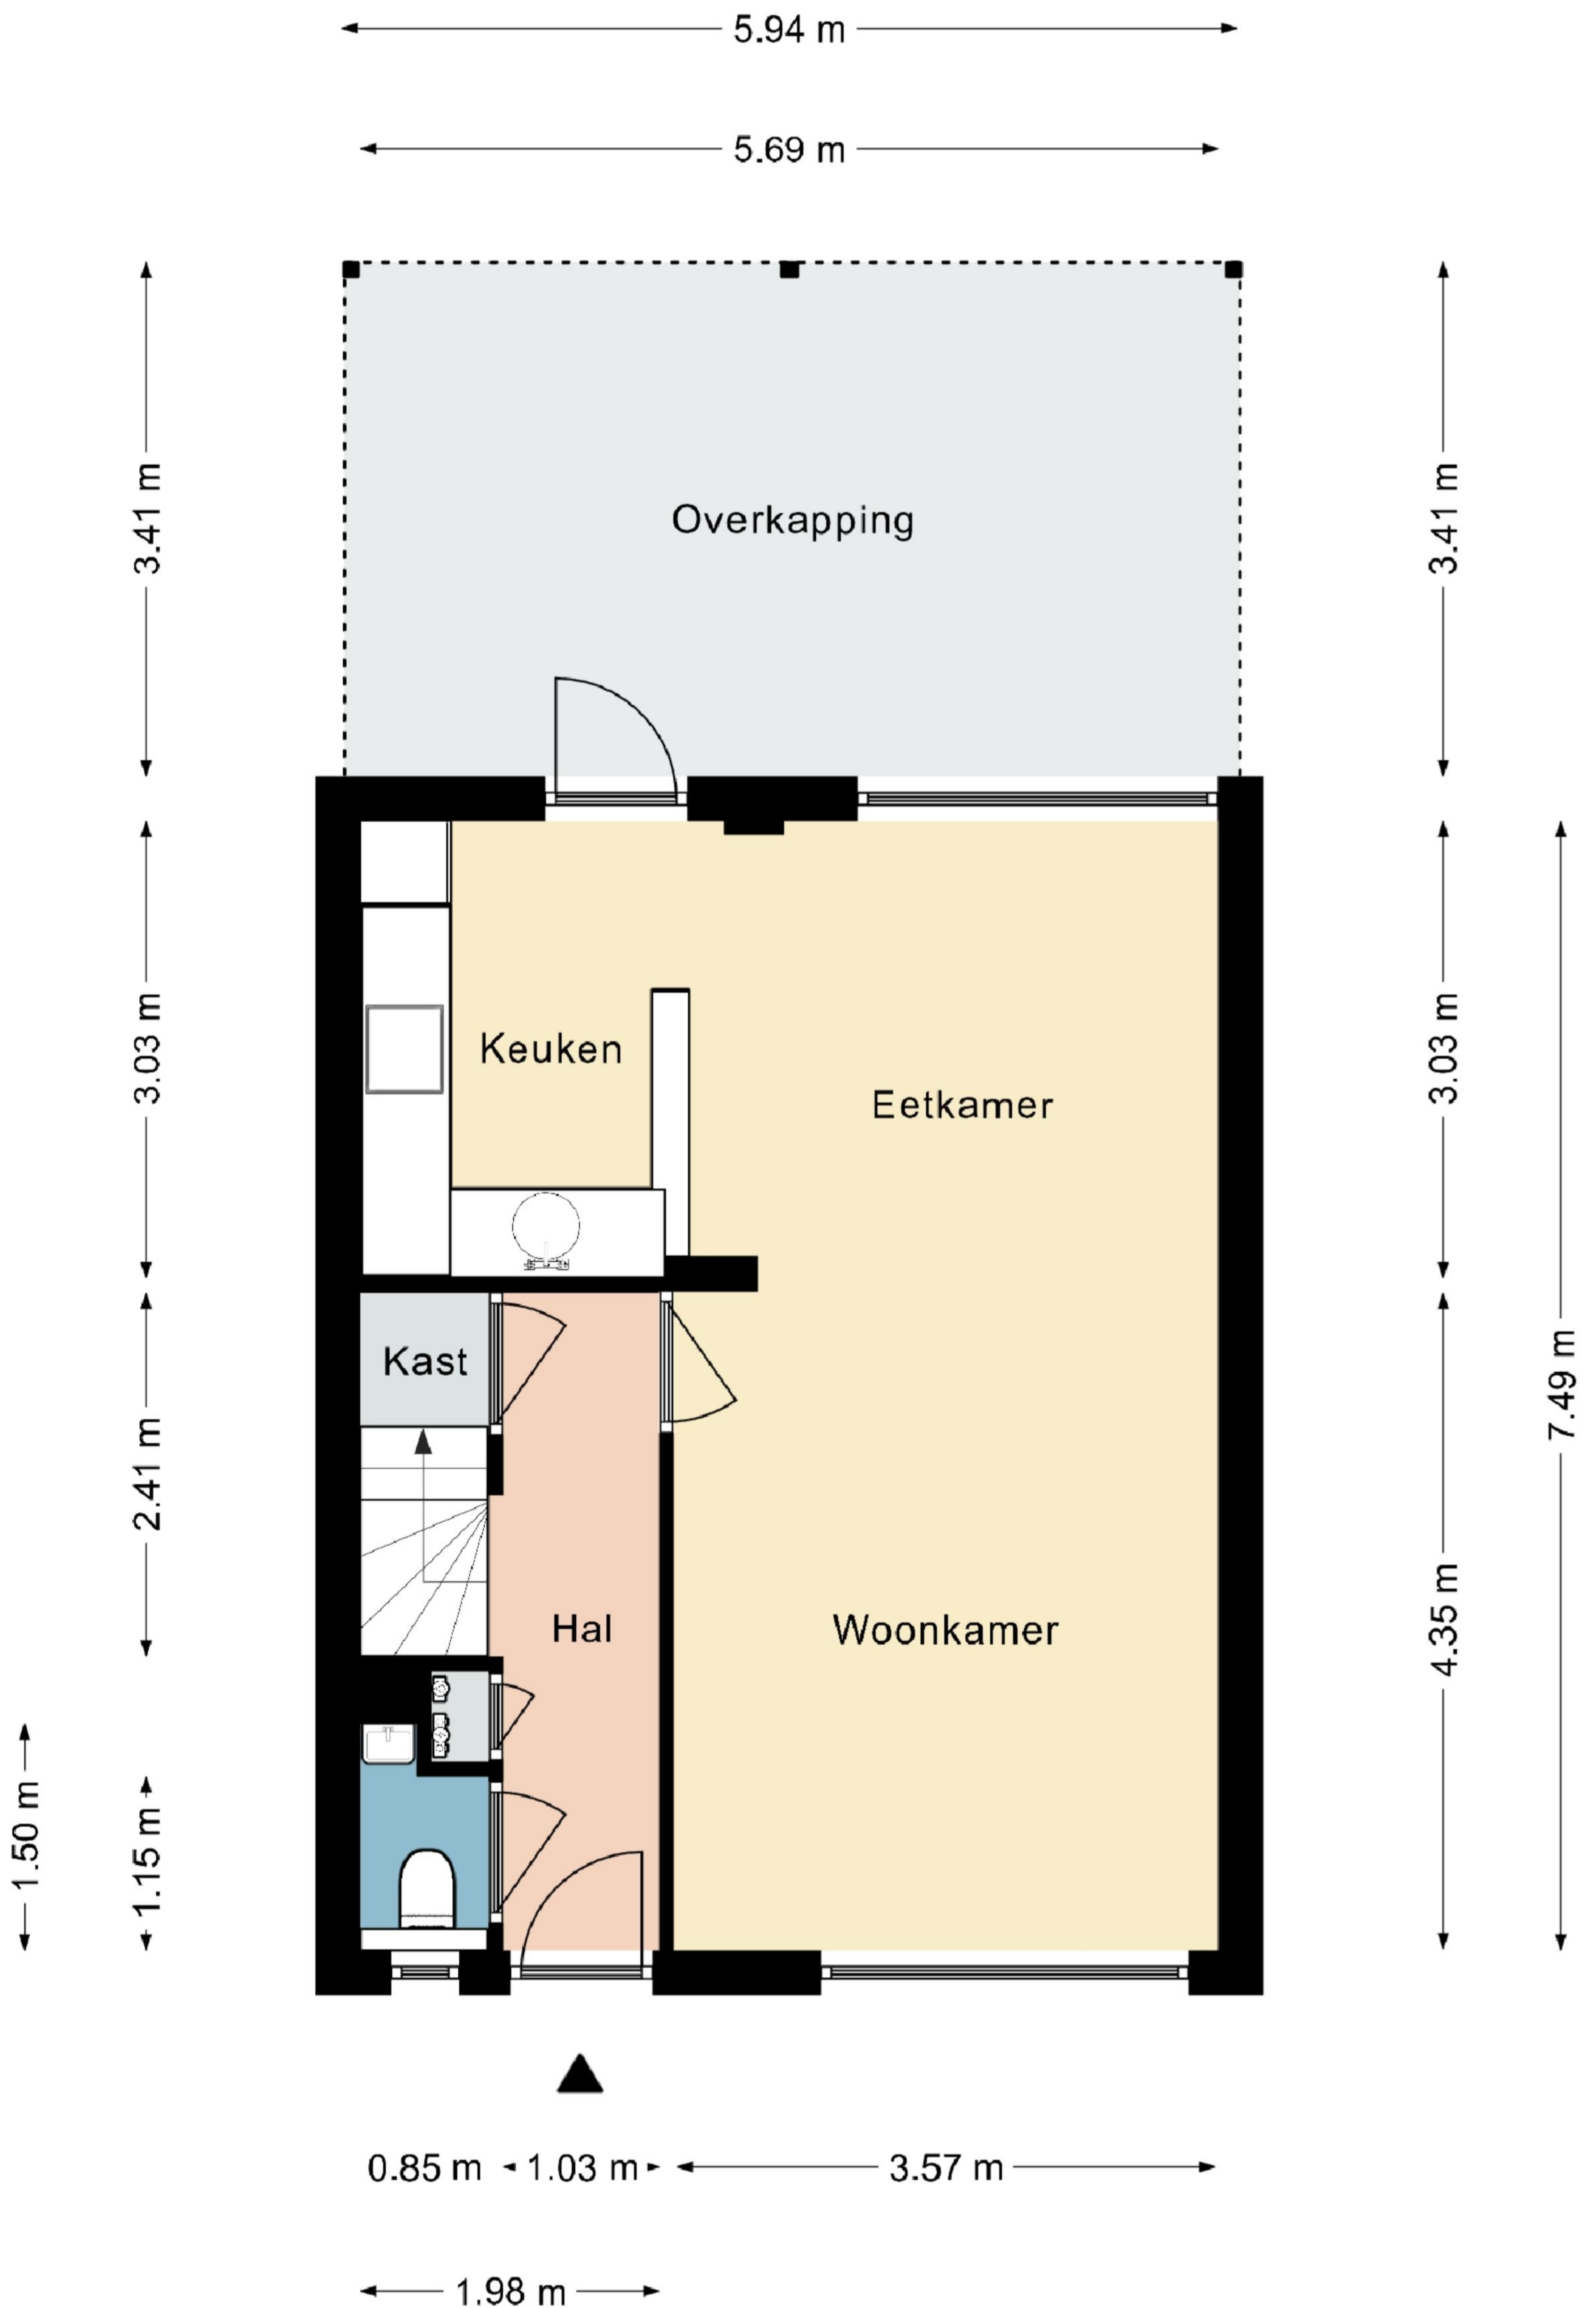 5.94 m
5.69 m
3.41 m
3.41 m
Overkapping
3.03 m
Keuken
Eetkamer
3.03 m
Kast
2.41 m
7.49 m
Hal
Woonkamer
4.35 m
1.50 m
1.15 m
0.85 m
1.03 m
3.57 m
1.98 m